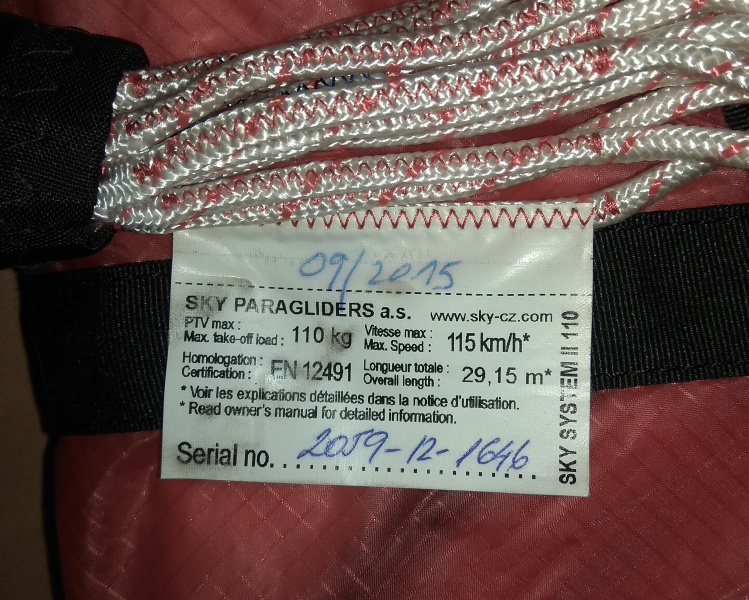 09/2015
SKY PARAGLIDERS a.s. www.sky-cz.com
PTV max : Vitesse max :
Max. take-off load : 110 kg Max. Speed : 115 km/h*
Homologation : Longueur totale :
Certification : EN 12491 Overall length : 29,15 m*
* Voir les explications détaillées dans la notice d'utilisation.
* Read owner's manual for detailed information.
Serial no. 2059-12-1646
SKY SYSTEM II 110